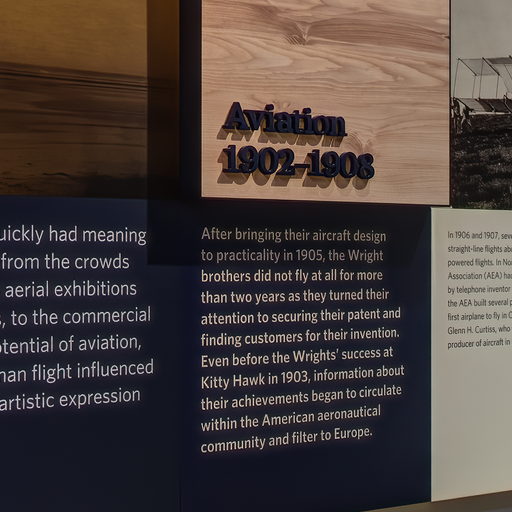 uickly had meaning
from the crowds
aerial exhibitions
, to the commercial
otential of aviation,
man flight influenced
artistic expression
Aviation
1902–1908
After bringing their aircraft design
to practicality in 1905, the Wright
brothers did not fly at all for more
than two years as they turned their
attention to securing their patent and
finding customers for their invention.
Even before the Wrights’ success at
Kitty Hawk in 1903, information about
their achievements began to circulate
within the American aeronautical
community and filter to Europe.
In 1906 and 1907, seve
straight-line flights abo
powered flights. In No
Association (AEA) had
by telephone inventor
the AEA built several p
first airplane to fly in C
Glenn H. Curtiss, who
producer of aircraft in